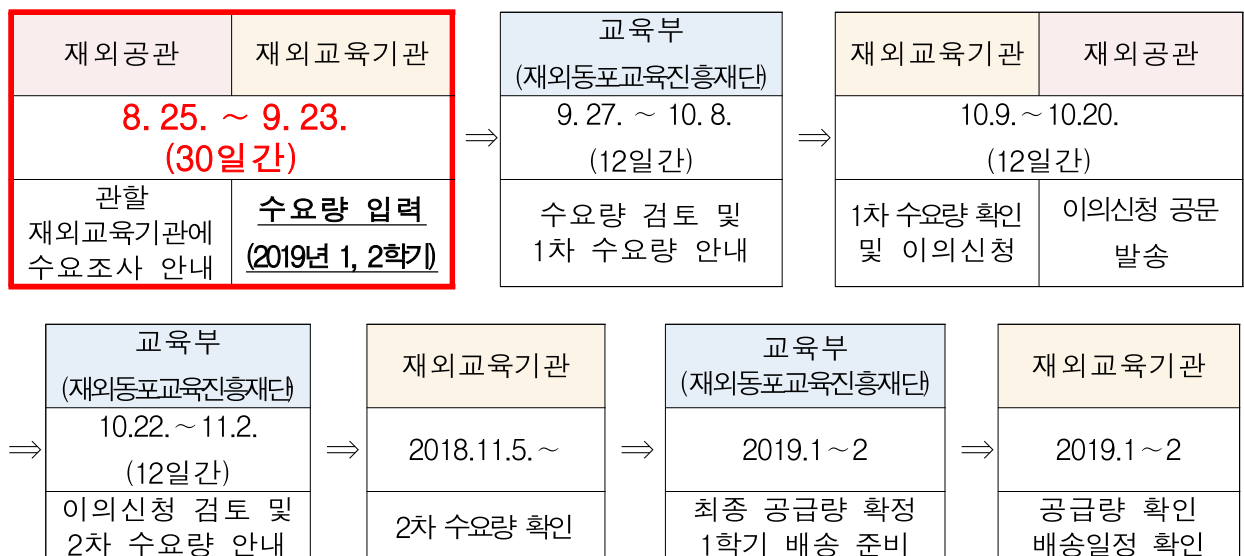 재외공관 재외교육기관
8. 25. ~ 9. 23.
(30일간)
관할
재외교육기관에
수요조사 안내
수요량 입력
(2019년 1, 2학기)
⇒
교육부
(재외동포교육진흥재단)
9. 27. ~ 10. 8.
(12일간)
수요량 검토 및
1차 수요량 안내
⇒
재외교육기관 재외공관
10.9.~10.20.
(12일간)
1차 수요량 확인
및 이의신청
이의신청 공문
발송
⇒
교육부
(재외동포교육진흥재단)
10.22.~11.2.
(12일간)
이의신청 검토 및
2차 수요량 안내
⇒
재외교육기관
2018.11.5.~
2차 수요량 확인
⇒
교육부
(재외동포교육진흥재단)
2019.1~2
최종 공급량 확정
1학기 배송 준비
⇒
재외교육기관
2019.1~2
공급량 확인
배송일정 확인